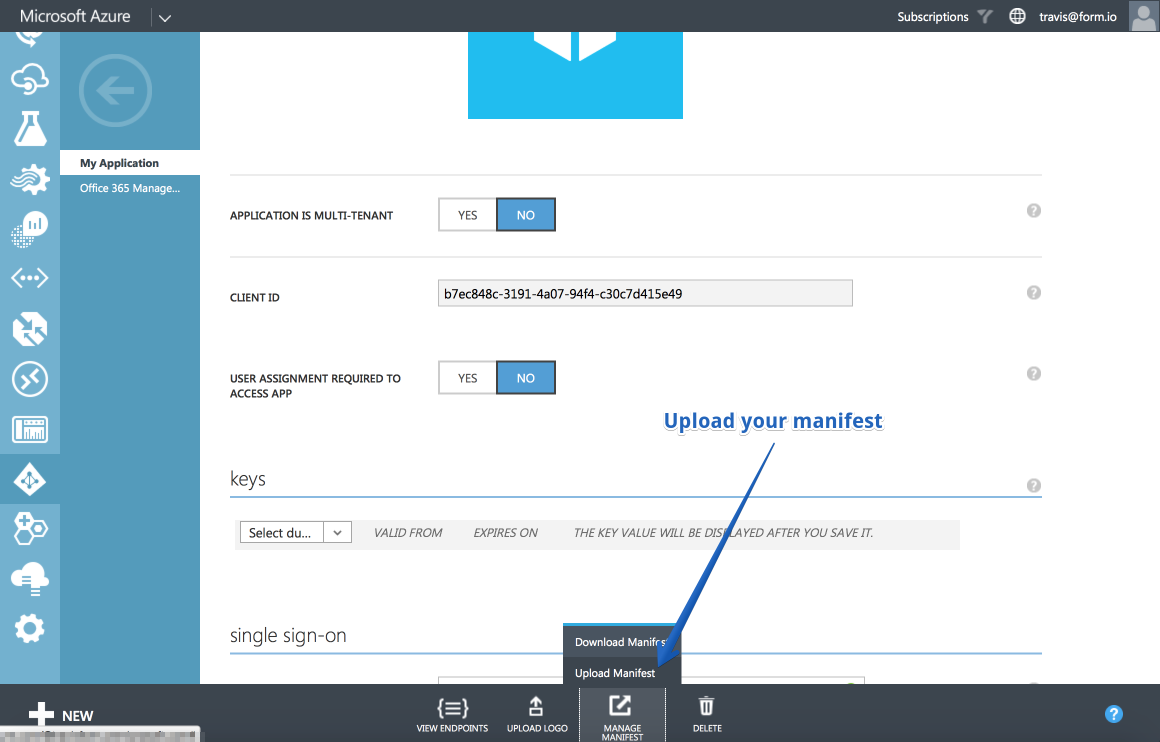 Microsoft Azure
Subscriptions
travis@form.io
My Application
Office 365 Manage...
APPLICATION IS MULTI-TENANT
YES
NO
?
CLIENT ID
b7ec848c-3191-4a07-94f4-c30c7d415e49
?
USER ASSIGNMENT REQUIRED TO
ACCESS APP
YES
NO
?
Upload your manifest
keys
?
Select du...
VALID FROM
EXPIRES ON
THE KEY VALUE WILL BE DISPLAYED AFTER YOU SAVE IT.
single sign-on
Download Manifest
Upload Manifest
NEW
VIEW ENDPOINTS
UPLOAD LOGO
MANAGE
MANIFEST
DELETE
?